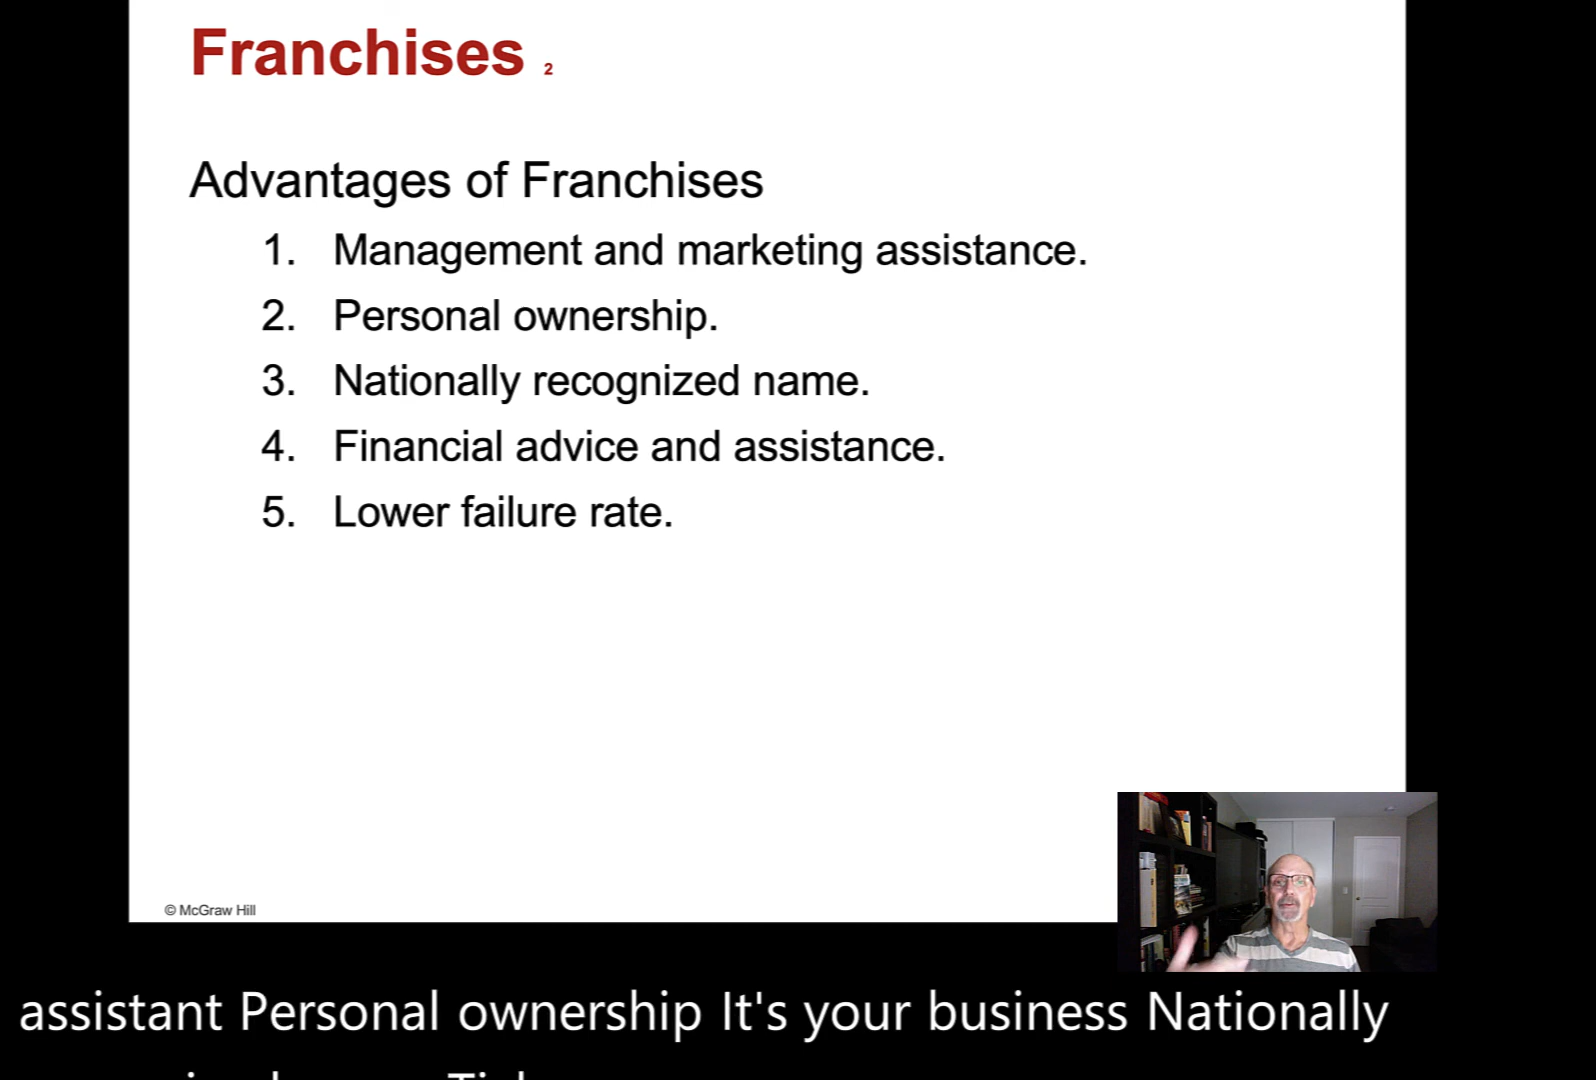 Franchises 2
Advantages of Franchises
1. Management and marketing assistance.
2. Personal ownership.
3. Nationally recognized name.
4. Financial advice and assistance.
5. Lower failure rate.
© McGraw Hill
assistant Personal ownership It's your business Nationally